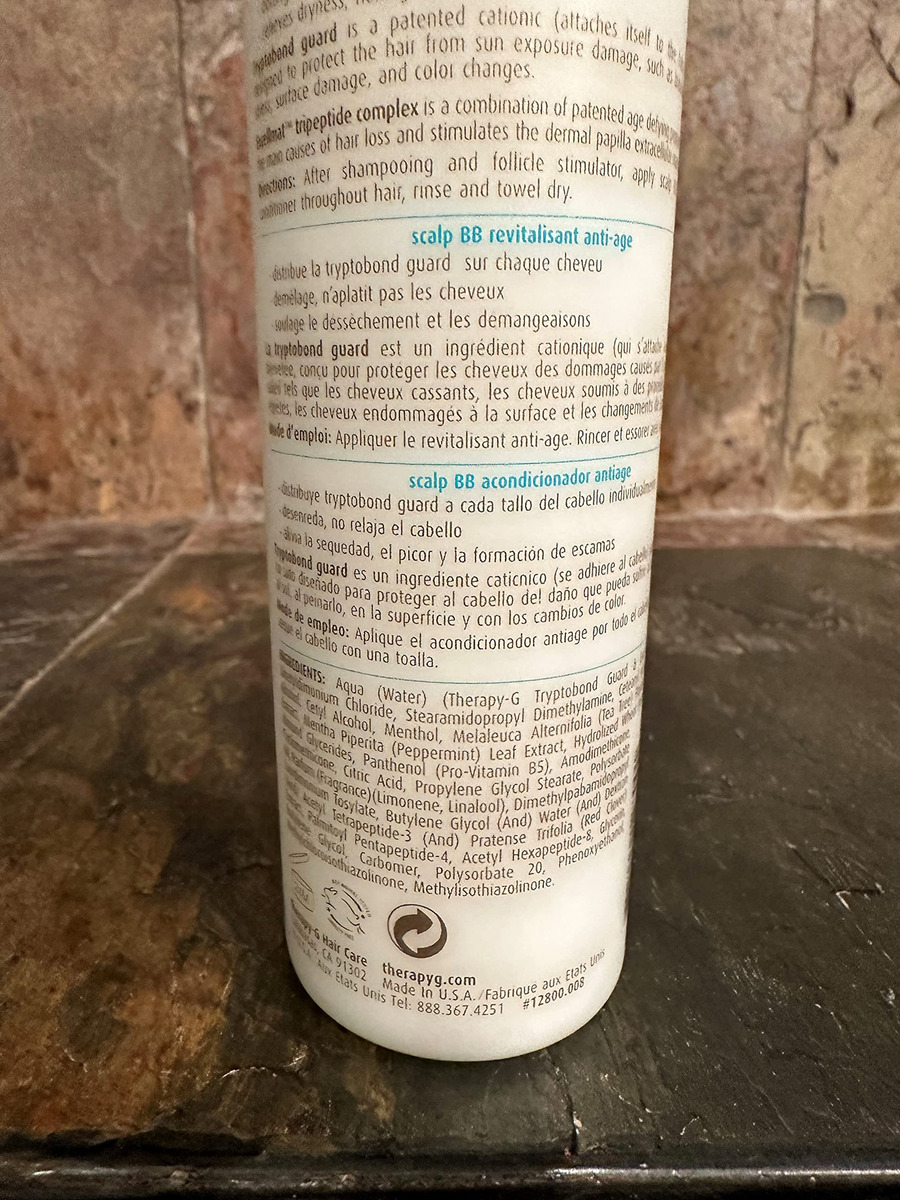 dryness,
guard is a patented cationic (attaches itself to the
to protect the hair from sun exposure damage, such as
surface damage, and color changes.
tripeptide complex is a combination of patented age defying
main causes of hair loss and stimulates the dermal papilla
Directions: After shampooing and follicle stimulator, apply
throughout hair, rinse and towel dry.
scalp BB revitalisant anti-age
-distribue la tryptobond guard sur chaque cheveu
-demêlage, n'aplatit pas les cheveux
-soulage le dessèchement et les demangeaisons
tryptobond guard est un ingrédient cationique (qui s'attache
conçu pour protéger les cheveux des dommages causés
tels que les cheveux cassants, les cheveux soumis à des
les cheveux endommagés à la surface et les changements
Mode d'emploi: Appliquer le revitalisant anti-age. Rincer et essorer
scalp BB acondicionador antiage
-distribuye tryptobond guard a cada tallo del cabello individualmente
-desenreda, no relaja el cabello
-alivia la sequedad, el picor y la formación de escamas
Tryptobond guard es un ingrediente caticnico (se adhiere al cabello
diseñado para proteger al cabello del daño que pueda sufrir
al peinarlo, en la superficie y con los cambios de color.
Mode de empleo: Aplique el acondicionador antiage por todo el
el cabello con una toalla.
INGREDIENTS: Aqua (Water) (Therapy-G Tryptobond Guard
Chloride, Stearamidopropyl Dimethylamine,
Cetyl Alcohol, Menthol, Melaleuca Alternifolia (Tea Tree)
Mentha Piperita (Peppermint) Leaf Extract, Hydrolized
Glycerides, Panthenol (Pro-Vitamin B5), Amodimethicone,
Citric Acid, Propylene Glycol Stearate, Polysorbate
(Fragrance)(Limonene, Linalool),
Tosylate, Butylene Glycol (And) Water (And)
Acetyl Tetrapeptide-3 (And) Pratense Trifolia (Red Clover)
Palmitoyl Pentapeptide-4, Acetyl Hexapeptide-8, Glycerin,
Glycol, Carbomer, Polysorbate 20, Phenoxyethanol,
Methylisothiazolinone.
Therapy-G Hair Care
CA 91302
therapyg.com
Made In U.S.A./Fabrique aux Etats Unis
Aux Etats Unis Tel: 888.367.4251 #12800.008